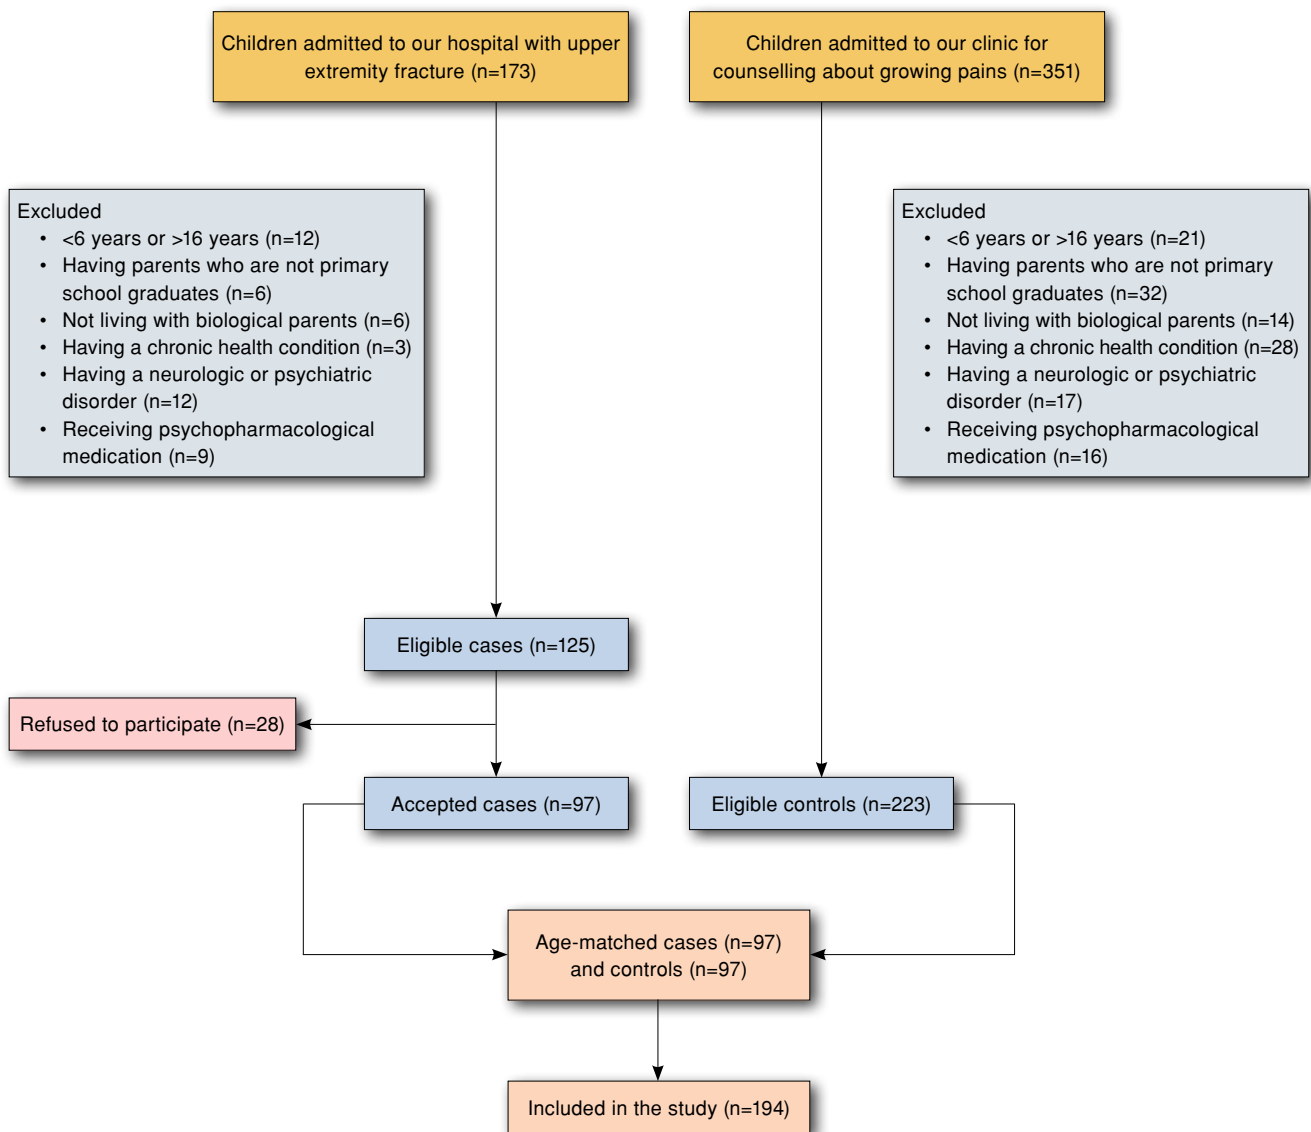 Children admitted to our hospital with upper
extremity fracture (n=173)
Children admitted to our clinic for
counselling about growing pains (n=351)
Excluded
• <6 years or >16 years (n=12)
• Having parents who are not primary
school graduates (n=6)
• Not living with biological parents (n=6)
• Having a chronic health condition (n=3)
• Having a neurologic or psychiatric
disorder (n=12)
• Receiving psychopharmacological
medication (n=9)
Excluded
• <6 years or >16 years (n=21)
• Having parents who are not primary
school graduates (n=32)
• Not living with biological parents (n=14)
• Having a chronic health condition (n=28)
• Having a neurologic or psychiatric
disorder (n=17)
• Receiving psychopharmacological
medication (n=16)
Eligible cases (n=125)
Refused to participate (n=28)
Accepted cases (n=97)
Eligible controls (n=223)
Age-matched cases (n=97)
and controls (n=97)
Included in the study (n=194)